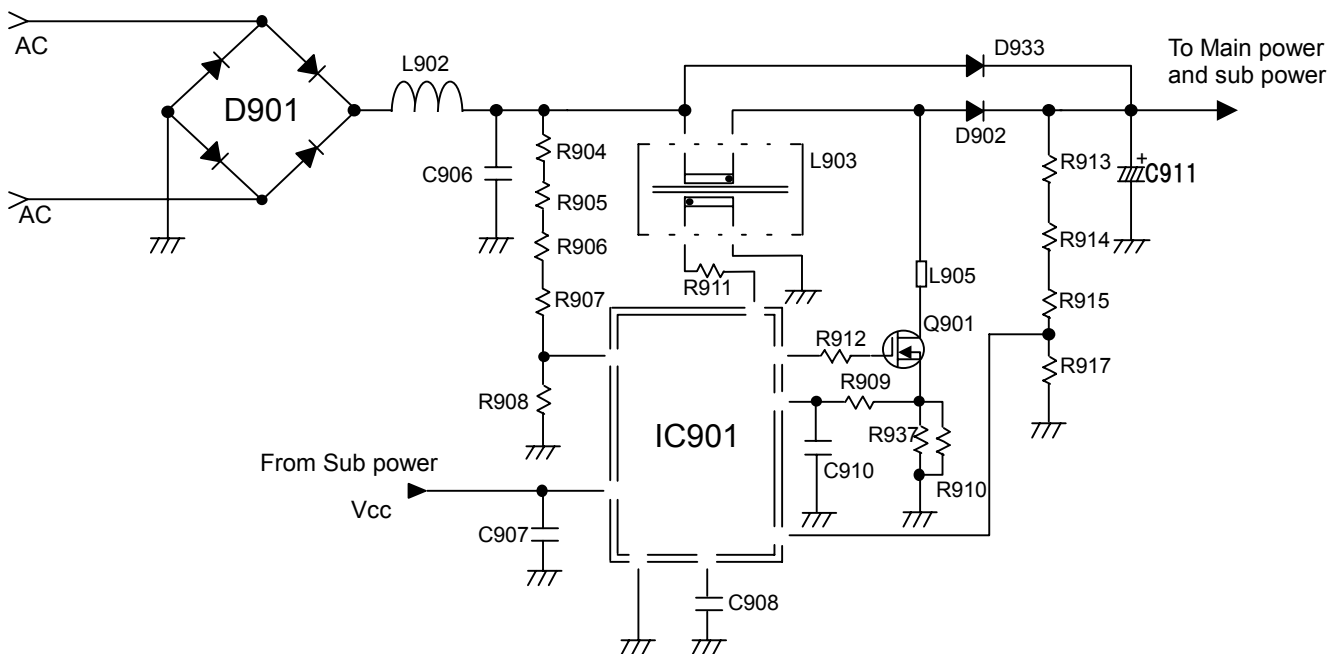 AC
L902
D933
To Main power
and sub power
D901
D902
R904
L903
R913
C906
C911
R905
R906
R914
R911
L905
R907
R915
Q901
R912
R917
R909
R908
IC901
R937
From Sub power
C910
R910
Vcc
C907
C908
AC
+